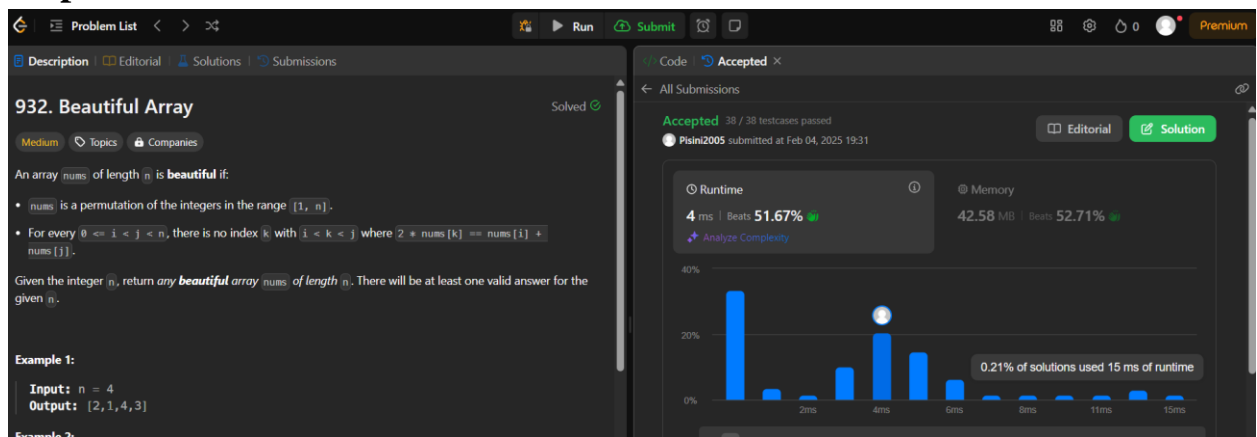 Problem List
Run
Submit
0
Premium
Description
Editorial
Solutions
Submissions
932. Beautiful Array
Solved
Medium
Topics
Companies
An array nums of length n is beautiful if:
• nums is a permutation of the integers in the range [1, n].
• For every 0 <= i < j < n, there is no index k with i < k < j where 2 * nums[k] == nums[i] +
nums[j].
Given the integer n, return any beautiful array nums of length n. There will be at least one valid answer for the
given n.
Example 1:
Input: n = 4
Output: [2,1,4,3]
Example 2:
Code
Accepted
All Submissions
Accepted 38 / 38 testcases passed
Pisini2005 submitted at Feb 04, 2025 19:31
Editorial
Solution
Runtime
4 ms | Beats 51.67%
Analyze Complexity
Memory
42.58 MB | Beats 52.71%
40%
20%
0%
0.21% of solutions used 15 ms of runtime
2ms
4ms
6ms
8ms
11ms
15ms